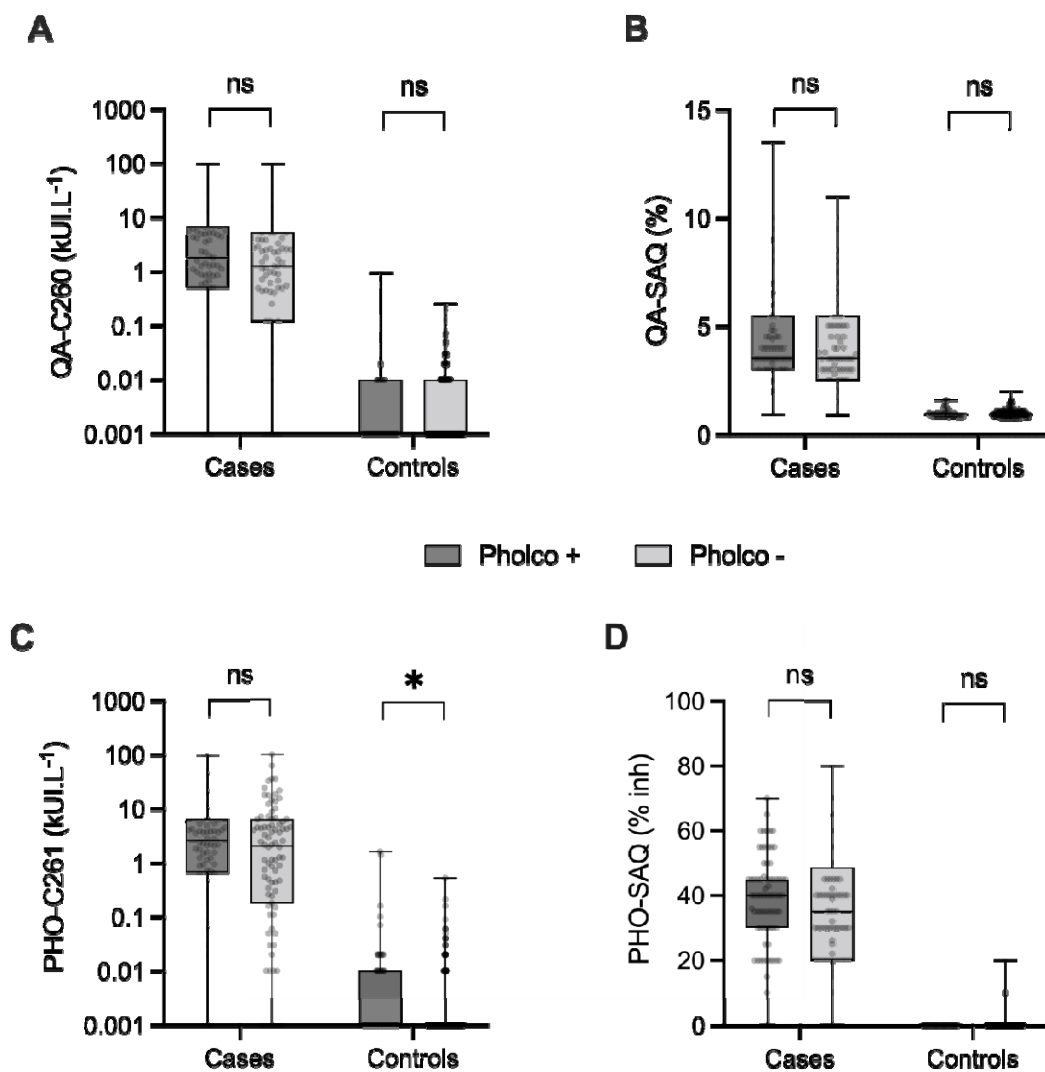 A
ns
ns
QA-C260 (kUI.L-1)
1000
100
10
1
0.1
0.01
0.001
Cases
Controls
B
ns
ns
QA-SAQ (%)
15
10
5
0
Cases
Controls
Pholco +
Pholco -
C
ns
*
PHO-C261 (kUI.L-1)
1000
100
10
1
0.1
0.01
0.001
Cases
Controls
D
ns
ns
PHO-SAQ (% inh)
100
80
60
40
20
0
Cases
Controls